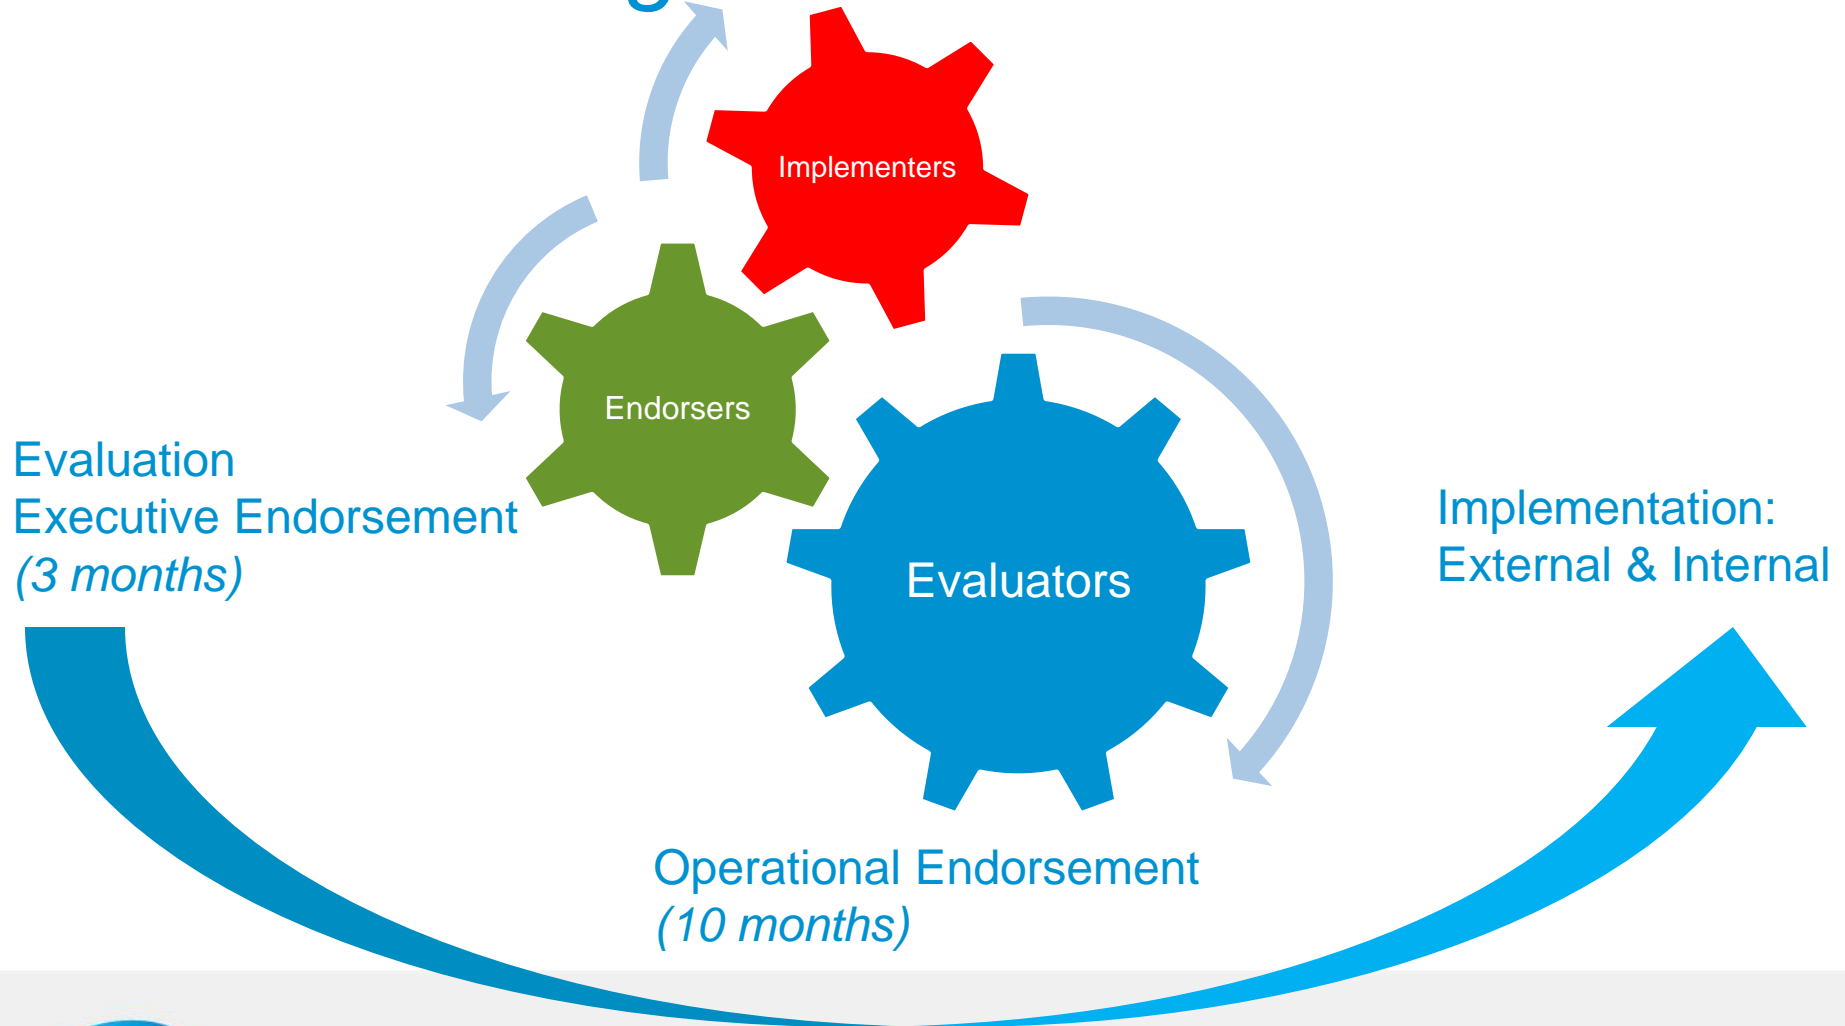 Implementers
Endorsers
Evaluators
Evaluation
Executive Endorsement
(3 months)
Implementation:
External & Internal
Operational Endorsement
(10 months)